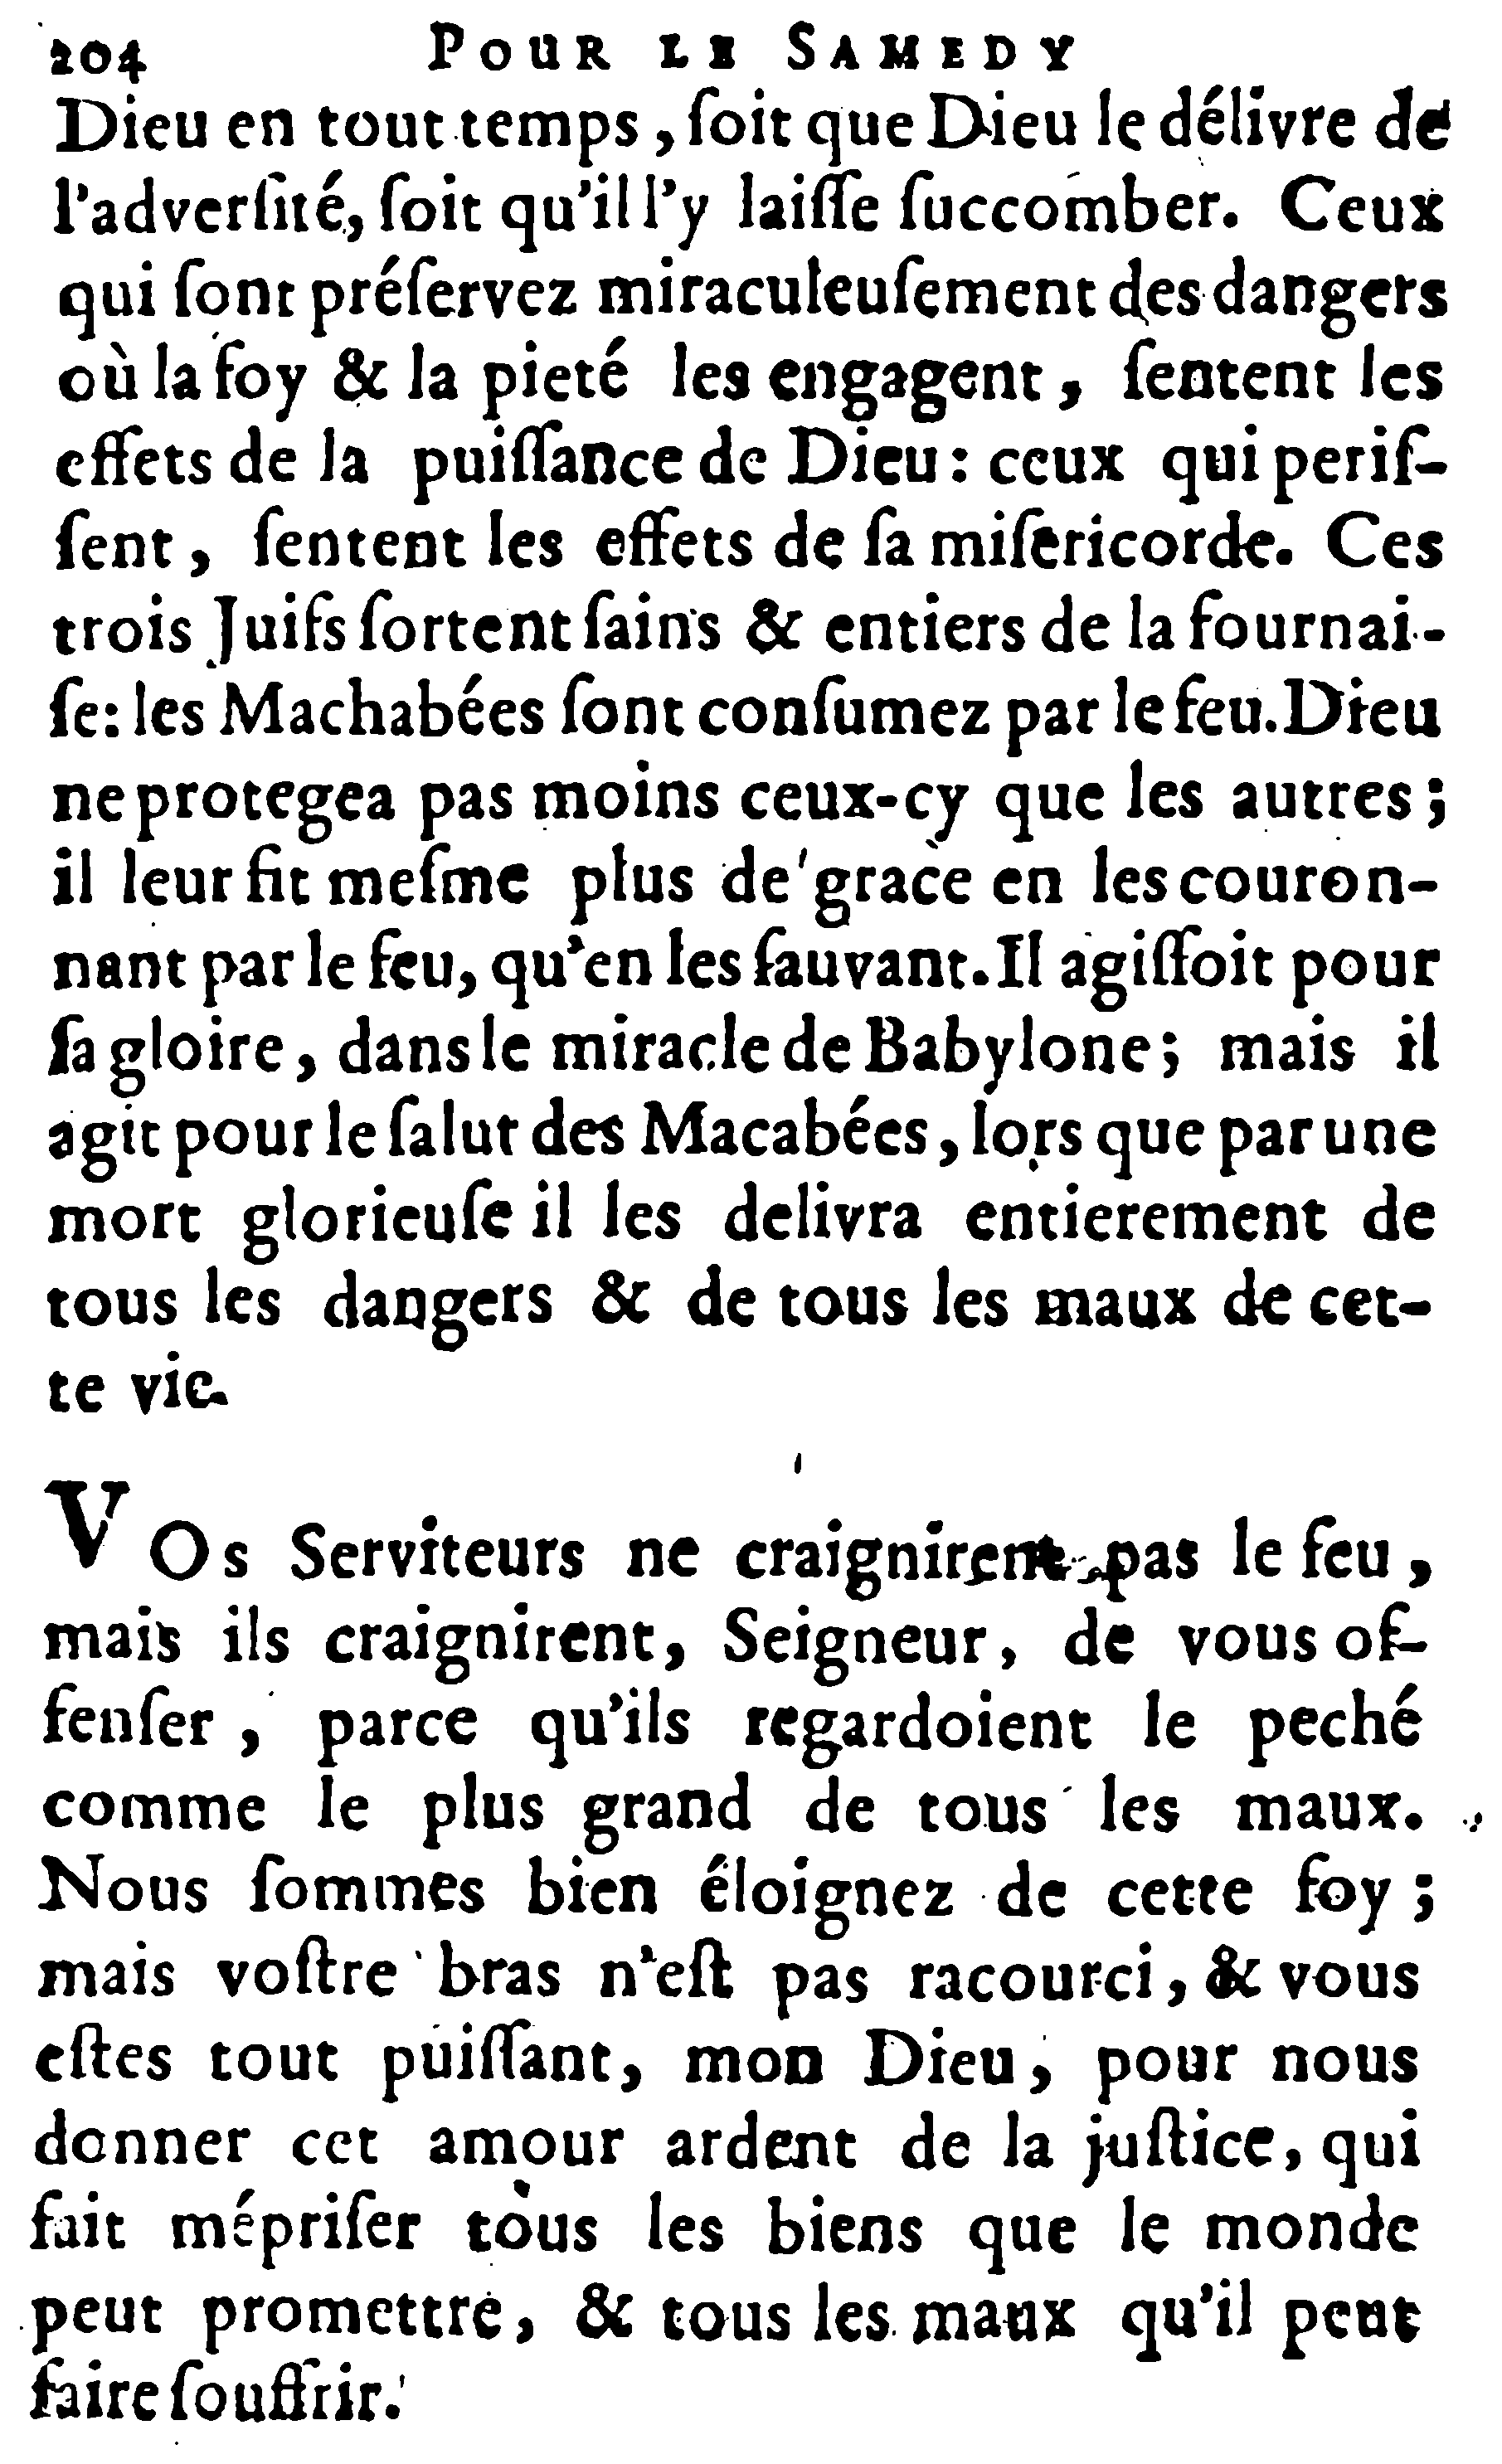 204 POUR LE SAMEDY
Dieu en tout temps, ſoit que Dieu le délivre de
l'adverſité, ſoit qu'il l'y laiſſe ſuccomber. Ceux
qui ſont préſervez miraculeuſement des dangers
où la foy & la pieté les engagent, ſentent les
effets de la puiſſance de Dieu: ceux qui periſ-
ſent, ſentent les effets de ſa miſericorde. Ces
trois Juifs ſortent ſains & entiers de la fournai-
ſe: les Machabées ſont conſumez par le feu. Dieu
ne protegea pas moins ceux-cy que les autres;
il leur fit meſme plus de grace en les couron-
nant par le feu, qu'en les ſauvant. Il agiſſoit pour
ſa gloire, dans le miracle de Babylone; mais il
agit pour le ſalut des Macabées, lors que par une
mort glorieuſe il les delivra entierement de
tous les dangers & de tous les maux de cet-
te vie.
VOs Serviteurs ne craignirent pas le feu,
mais ils craignirent, Seigneur, de vous of-
fenſer, parce qu'ils regardoient le peché
comme le plus grand de tous les maux.
Nous ſommes bien éloignez de cette foy;
mais voſtre bras n'eſt pas racourci, & vous
eſtes tout puiſſant, mon Dieu, pour nous
donner cet amour ardent de la juſtice, qui
fait mépriſer tous les biens que le monde
peut promettre, & tous les maux qu'il peut
faire ſouffrir.